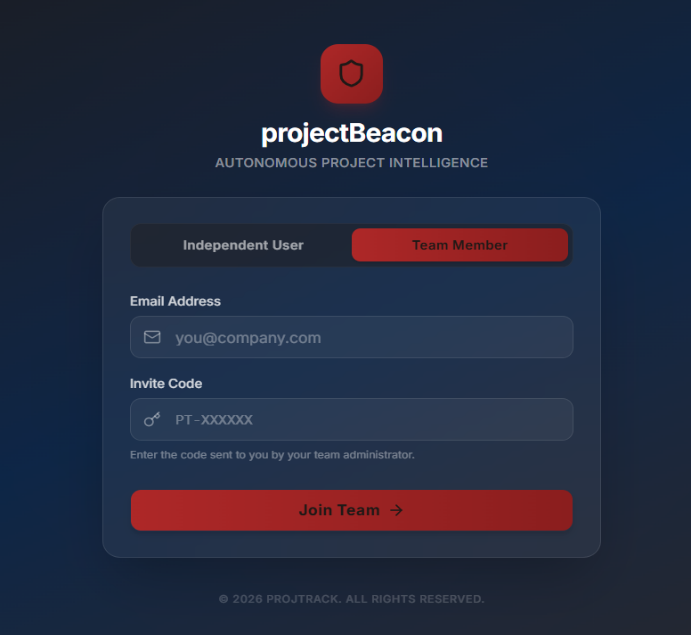 projectBeacon
AUTONOMOUS PROJECT INTELLIGENCE
Independent User
Team Member
Email Address
you@company.com
Invite Code
PT-XXXXXX
Enter the code sent to you by your team administrator.
Join Team →
© 2026 PROJTRACK. ALL RIGHTS RESERVED.